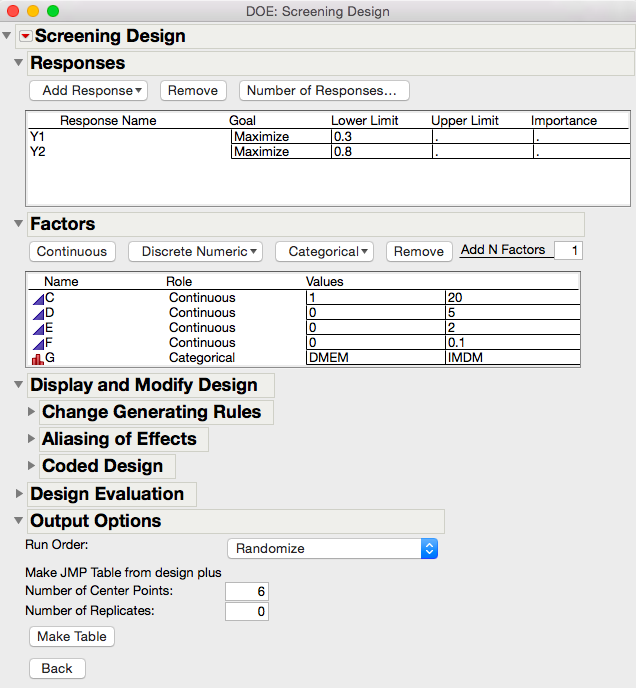 DOE: Screening Design
Screening Design
Responses
Add Response Remove Number of Responses...
Response Name Goal Lower Limit Upper Limit Importance
Y1 Maximize 0.3 . .
Y2 Maximize 0.8 . .
Factors
Continuous Discrete Numeric Categorical Remove Add N Factors 1
Name Role Values
C Continuous 1 20
D Continuous 0 5
E Continuous 0 2
F Continuous 0 0.1
G Categorical DMEM IMDM
Display and Modify Design
Change Generating Rules
Aliasing of Effects
Coded Design
Design Evaluation
Output Options
Run Order: Randomize
Make JMP Table from design plus
Number of Center Points: 6
Number of Replicates: 0
Make Table
Back